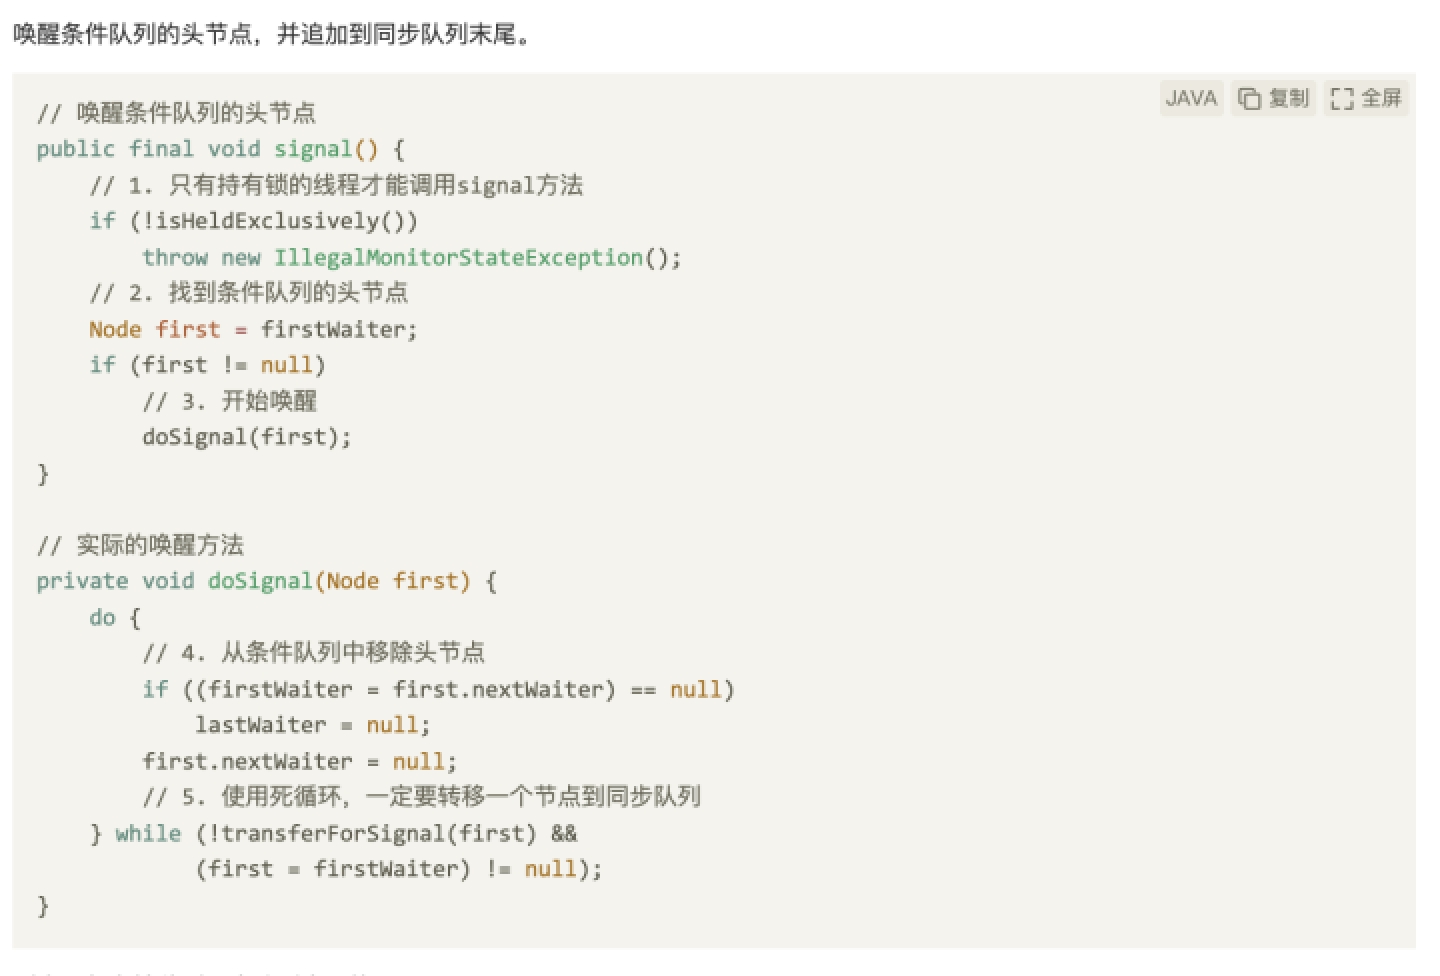 唤醒条件队列的头节点，并追加到同步队列末尾。
JAVA 复制 全屏
// 唤醒条件队列的头节点
public final void signal() {
    // 1. 只有持有锁的线程才能调用signal方法
    if (!isHeldExclusively())
        throw new IllegalMonitorStateException();
    // 2. 找到条件队列的头节点
    Node first = firstWaiter;
    if (first != null)
        // 3. 开始唤醒
        doSignal(first);
}

// 实际的唤醒方法
private void doSignal(Node first) {
    do {
        // 4. 从条件队列中移除头节点
        if ((firstWaiter = first.nextWaiter) == null)
            lastWaiter = null;
        first.nextWaiter = null;
        // 5. 使用死循环，一定要转移一个节点到同步队列
    } while (!transferForSignal(first) &&
            (first = firstWaiter) != null);
}